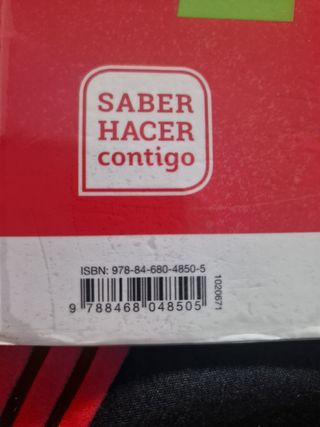 SABER
HACER
contigo
ISBN: 978-84-680-4850-5
9 788468 048505
1020671